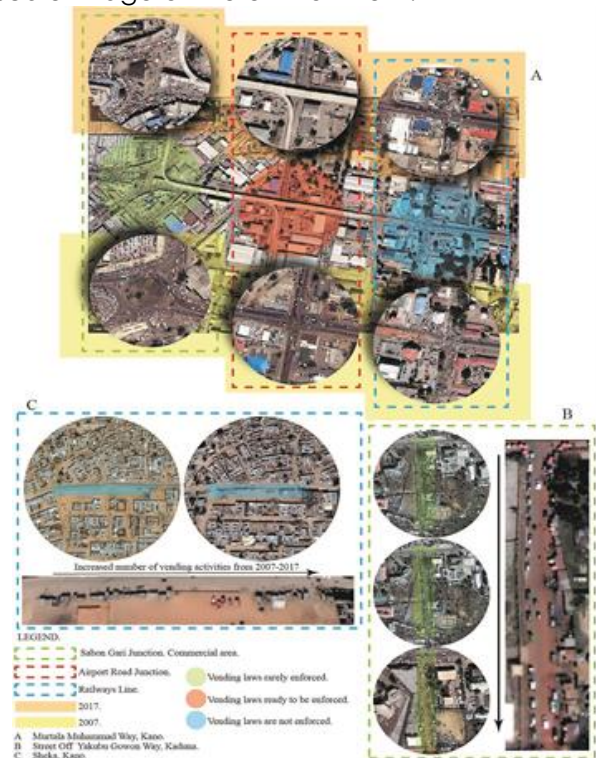 A
C
B
Increased number of vending activities from 2007-2017
LEGEND.
Sabon Gari Junction. Commercial area.
Airport Road Junction.
Railways Line.
2017.
2007.
Vending laws rarely enforced.
Vending laws ready to be enforced.
Vending laws are not enforced.
A Murtala Muhammad Way, Kano.
B Street Off Yakubu Gowon Way, Kaduna.
C Sheka, Kano.